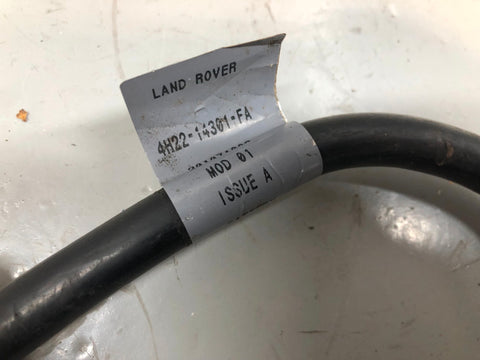 LAND ROVER
4H22-14301-FA
MOD 01
ISSUE A